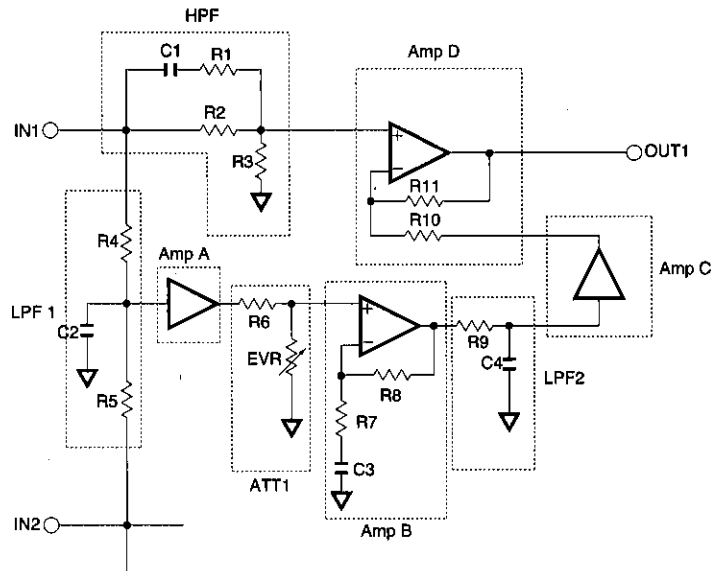 HPF
C1
R1
Amp D
R2
IN1
R3
OUT1
R11
R10
R4
Amp A
Amp C
LPF 1
C2
R6
EVR
R9
C4
LPF2
R8
R5
R7
C3
ATT1
Amp B
IN2
+
−
+
−